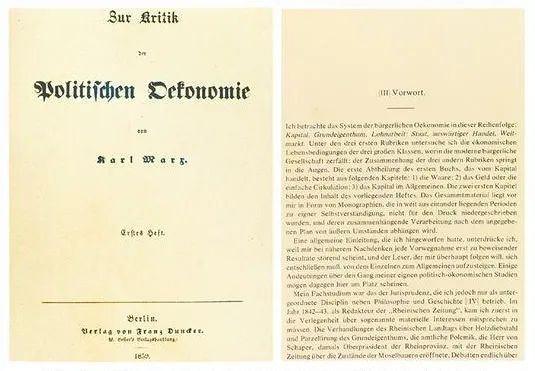 Zur Kritik
der
Politischen Oekonomie
von
Karl Marx.
Erstes Heft.
Berlin.
Verlag von Franz Duncker.
(W. Besser's Verlagshandlung)
1859.
|III| Vorwort.
Ich betrachte das System der bürgerlichen Oekonomie in dieser Reihenfolge:
Kapital, Grundeigenthum, Lohnarbeit; Staat, auswärtiger Handel, Welt-
markt. Unter den drei ersten Rubriken untersuche ich die ökonomischen
Lebensbedingungen der drei großen Klassen, worin die moderne bürgerliche
Gesellschaft zerfällt; der Zusammenhang der drei andern Rubriken springt
in die Augen. Die erste Abtheilung des ersten Buchs, das vom Kapital
handelt, besteht aus folgenden Kapiteln: 1) die Waare; 2) das Geld oder die
einfache Cirkulation; 3) das Kapital im Allgemeinen. Die zwei ersten Kapitel
bilden den Inhalt des vorliegenden Heftes. Das Gesammtmaterial liegt vor
mir in Form von Monographien, die in weit aus einander liegenden Perioden
zu eigner Selbstverständigung, nicht für den Druck niedergeschrieben
wurden, und deren zusammenhängende Verarbeitung nach dem angegebe-
nen Plan von äußern Umständen abhängen wird.
Eine allgemeine Einleitung, die ich hingeworfen hatte, unterdrücke ich,
weil mir bei näherem Nachdenken jede Vorwegnahme erst zu beweisender
Resultate störend scheint, und der Leser, der mir überhaupt folgen will, sich
entschließen muß, von dem Einzelnen zum Allgemeinen aufzusteigen. Einige
Andeutungen über den Gang meiner eignen politisch-ökonomischen Studien
mögen dagegen hier am Platz scheinen.
Mein Fachstudium war das der Jurisprudenz, die ich jedoch nur als unter-
geordnete Disciplin neben Philosophie und Geschichte |IV| betrieb. Im
Jahr 1842–43, als Redakteur der „Rheinischen Zeitung", kam ich zuerst in
die Verlegenheit über sogenannte materielle Interessen mitsprechen zu
müssen. Die Verhandlungen des Rheinischen Landtags über Holzdiebstahl
und Parzellirung des Grundeigenthums, die amtliche Polemik, die Herr von
Schaper, damals Oberpräsident der Rheinprovinz, mit der Rheinischen
Zeitung über die Zustände der Moselbauern eröffnete, Debatten endlich über